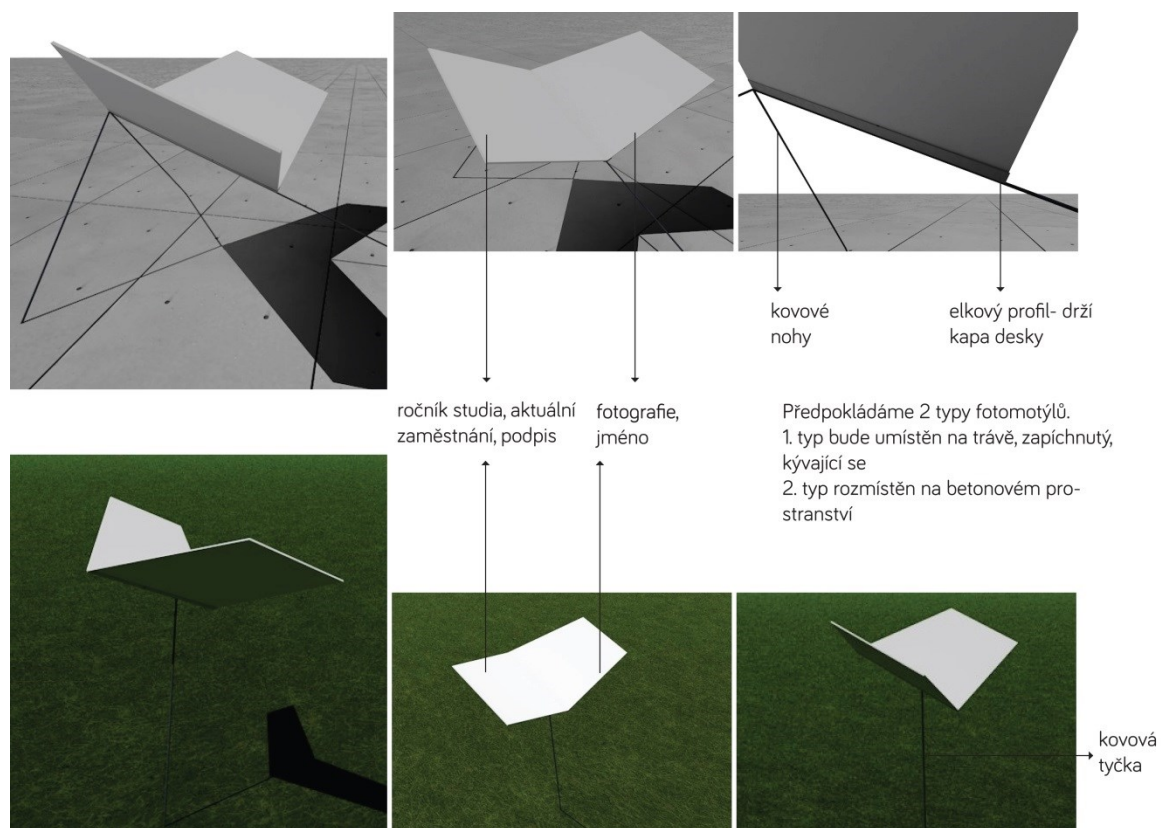 kovové
nohy
elkový profil- drží
kapa desky
ročník studia, aktuální
zaměstnání, podpis
fotografie,
jméno
Předpokládáme 2 typy fotomotýlů.
1. typ bude umístěn na trávě, zapíchnutý,
kývající se
2. typ rozmístěn na betonovém pro-
stranství
kovová
tyčka